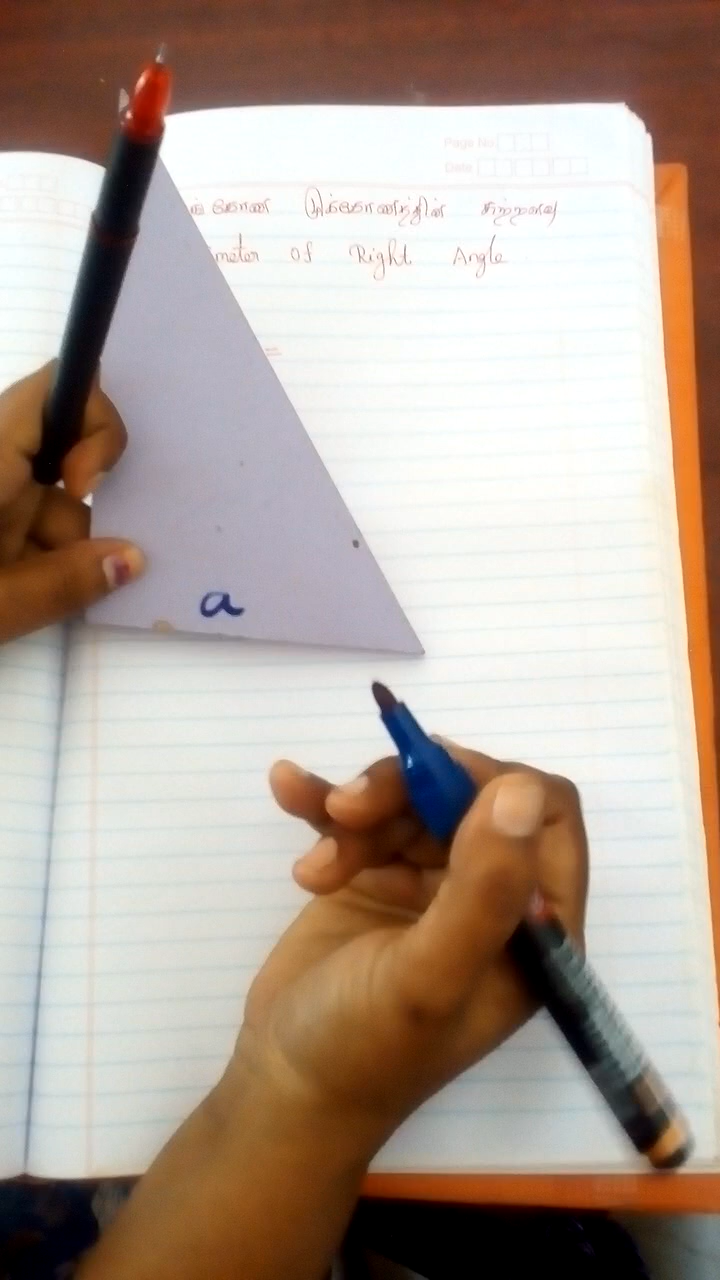 Page No.
Date
கோண முக்கோணத்தின் சுற்றளவு
meter Of Right Angle
=
a